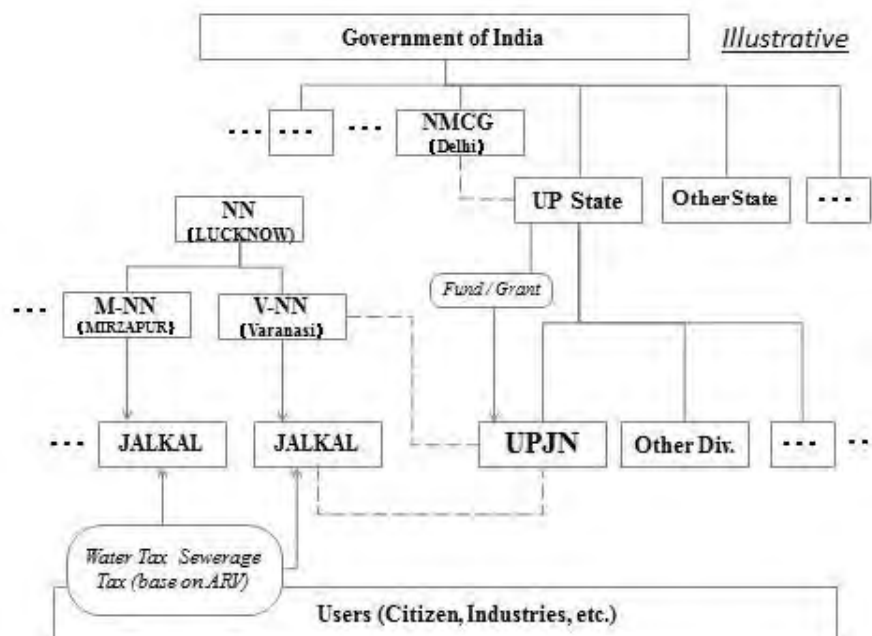 Government of India
Illustrative
NMCG
(Delhi)
UP State
Other State
NN
(LUCKNOW)
Fund / Grant
M-NN
(MIRZAPUR)
V-NN
(Varanasi)
JALKAL
JALKAL
UPJN
Other Div.
Water Tax Sewerage
Tax (base on ARV)
Users (Citizen, Industries, etc.)